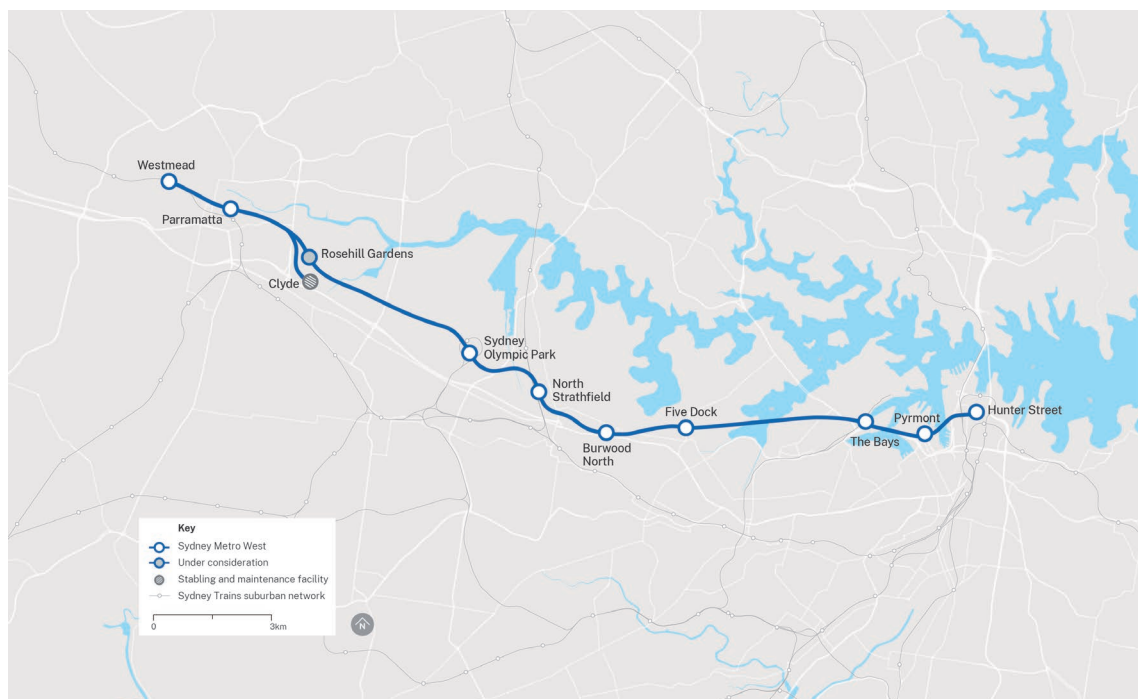 Westmead
Parramatta
Rosehill Gardens
Clyde
Sydney
Olympic Park
North
Strathfield
Burwood
North
Five Dock
The Bays
Pyrmont
Hunter Street
Key
Sydney Metro West
Under consideration
Stabling and maintenance facility
Sydney Trains suburban network
0 3km
N